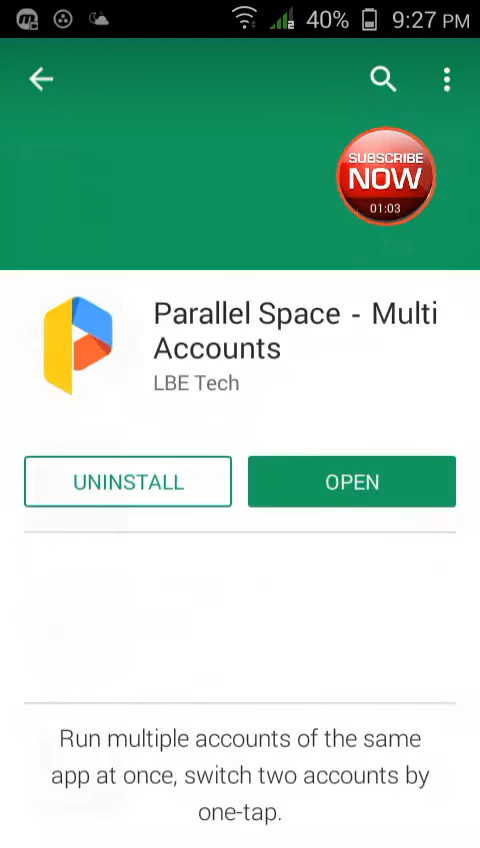 40% 9:27 PM
SUBSCRIBE
NOW
01:03
Parallel Space - Multi
Accounts
LBE Tech
UNINSTALL OPEN
Run multiple accounts of the same
app at once, switch two accounts by
one-tap.